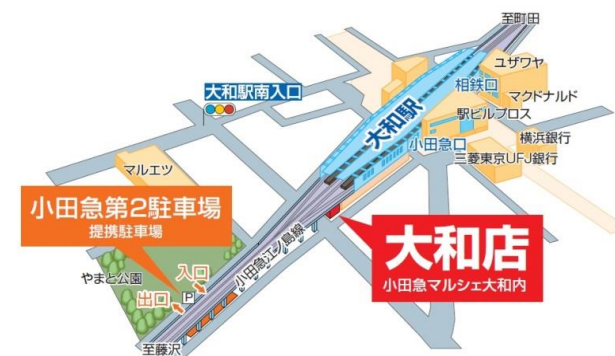 至町田
ユザワヤ
相鉄口
マクドナルド
大和駅南入口
大和駅
駅ビルプロス
小田急口
横浜銀行
三菱東京UFJ銀行
マルエツ
小田急第2駐車場
提携駐車場
大和店
小田急マルシェ大和内
小田急江ノ島線
やまと公園
入口
P
出口
至藤沢